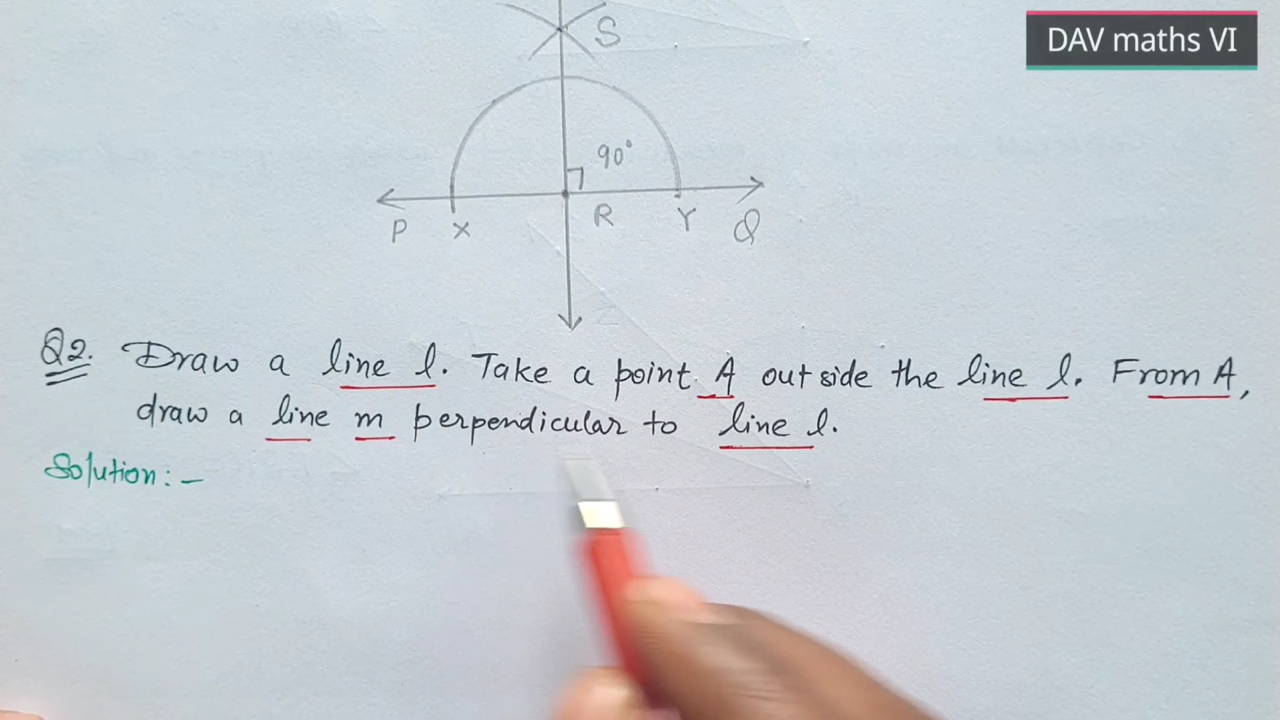 DAV maths VI
S
90°
P X R Y Q
Q2. Draw a line l. Take a point A outside the line l. From A,
draw a line m perpendicular to line l.
Solution:-